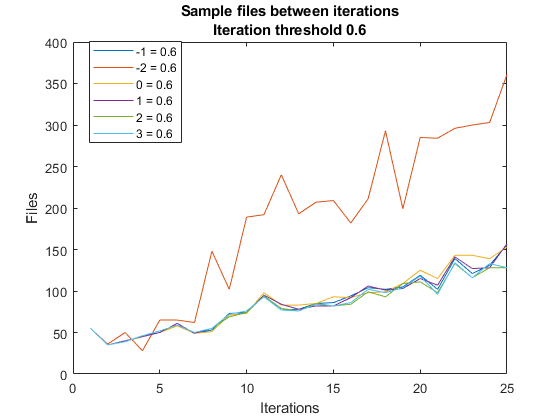 Sample files between iterations
Iteration threshold 0.6
400
350
300
250
200
150
100
50
0
Files
-1 = 0.6
-2 = 0.6
0 = 0.6
1 = 0.6
2 = 0.6
3 = 0.6
0 5 10 15 20 25
Iterations